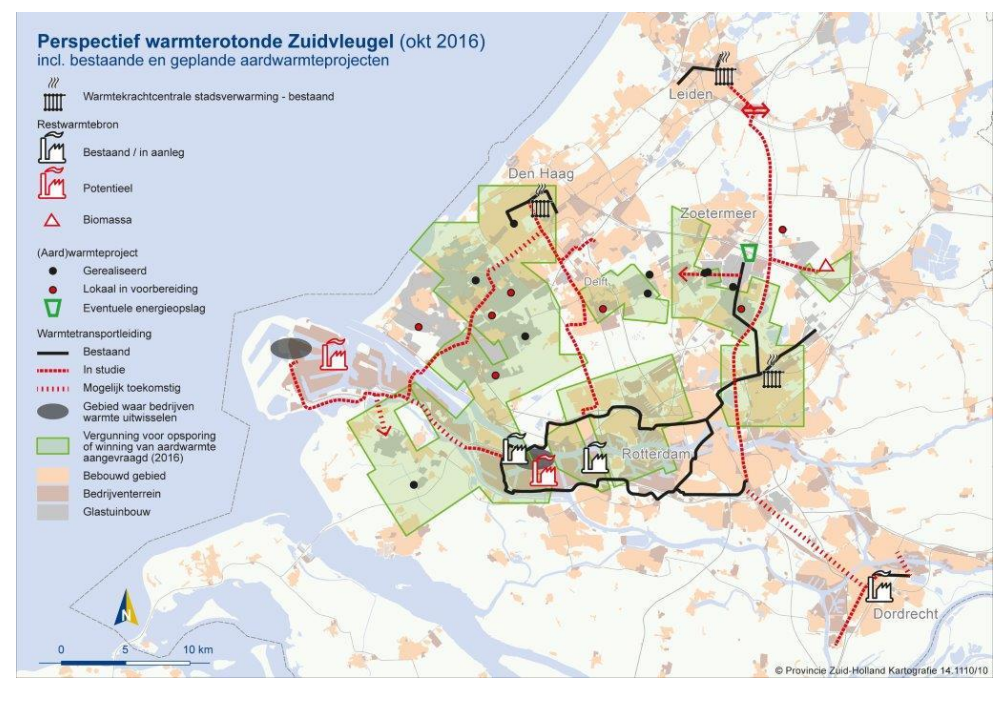 Perspectief warmterotonde Zuidvleugel (okt 2016)
incl. bestaande en geplande aardwarmteprojecten
Warmtekrachtcentrale stadsverwarming - bestaand
Restwarmtebron
Bestaand / in aanleg
Potentieel
Biomassa
(Aard)warmteproject
Gerealiseerd
Lokaal in voorbereiding
Eventuele energieopslag
Warmtetransportleiding
Bestaand
In studie
Mogelijk toekomstig
Gebied waar bedrijven
warmte uitwisselen
Vergunning voor opsporing
of winning van aardwarmte
aangevraagd (2016)
Bebouwd gebied
Bedrijventerrein
Glastuinbouw
Leiden
Den Haag
Zoetermeer
Delft
Rotterdam
Dordrecht
N
0 5 10 km
© Provincie Zuid-Holland Kartografie 14.1110/10